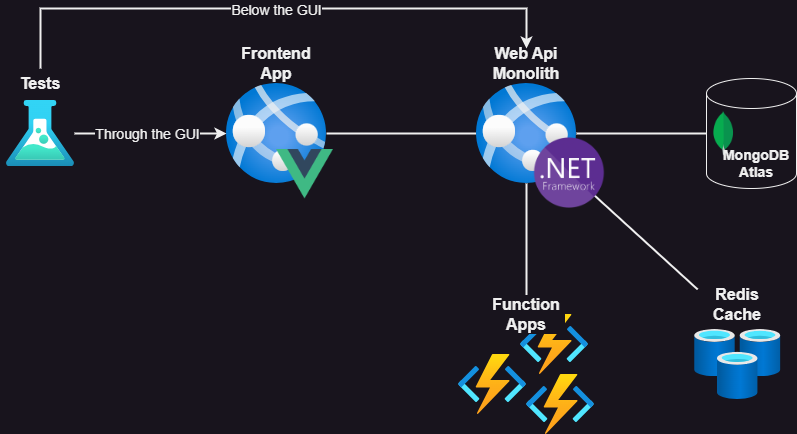 Below the GUI
Frontend
App
Web Api
Monolith
Tests
Through the GUI
.NET
Framework
MongoDB
Atlas
Function
Apps
Redis
Cache